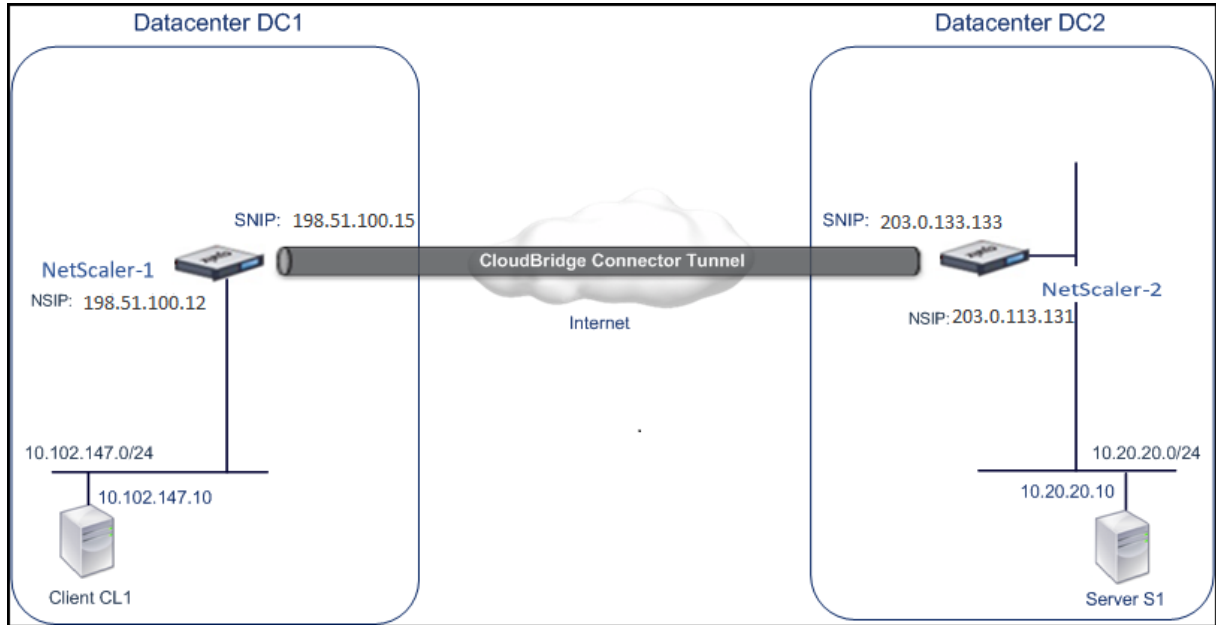 Datacenter DC1
Datacenter DC2
SNIP: 198.51.100.15
SNIP: 203.0.133.133
CloudBridge Connector Tunnel
NetScaler-1
NetScaler-2
NSIP: 198.51.100.12
NSIP: 203.0.113.131
Internet
10.102.147.0/24
10.20.20.0/24
10.102.147.10
10.20.20.10
Client CL1
Server S1